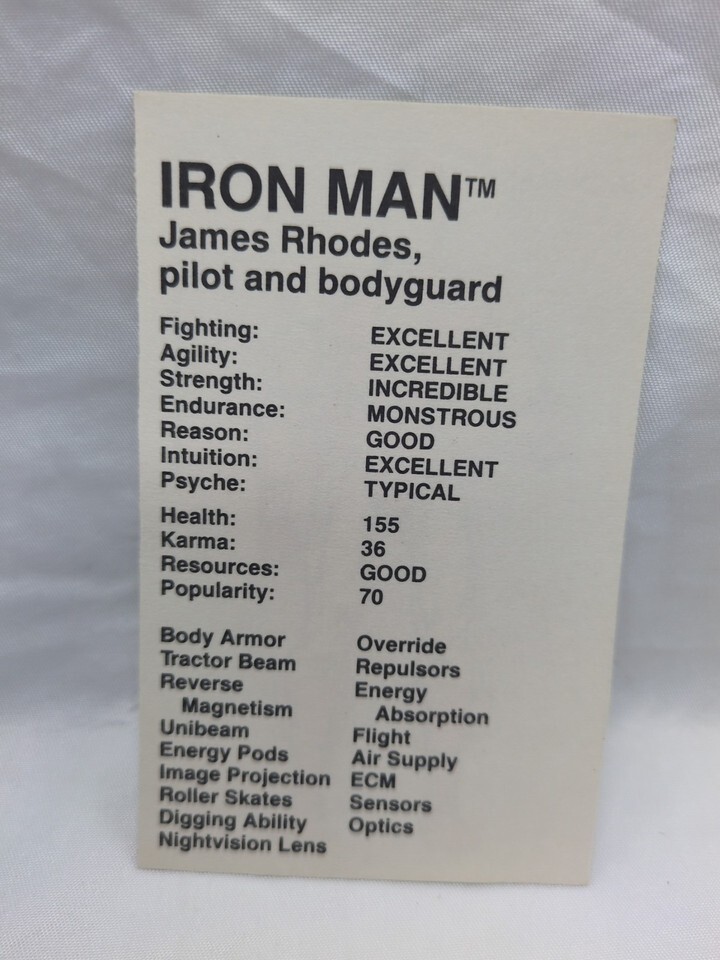 IRON MAN™
James Rhodes,
pilot and bodyguard
Fighting: EXCELLENT
Agility: EXCELLENT
Strength: INCREDIBLE
Endurance: MONSTROUS
Reason: GOOD
Intuition: EXCELLENT
Psyche: TYPICAL
Health: 155
Karma: 36
Resources: GOOD
Popularity: 70
Body Armor
Tractor Beam
Reverse
Magnetism
Unibeam
Energy Pods
Image Projection
Roller Skates
Digging Ability
Nightvision Lens
Override
Repulsors
Energy
Absorption
Flight
Air Supply
ECM
Sensors
Optics